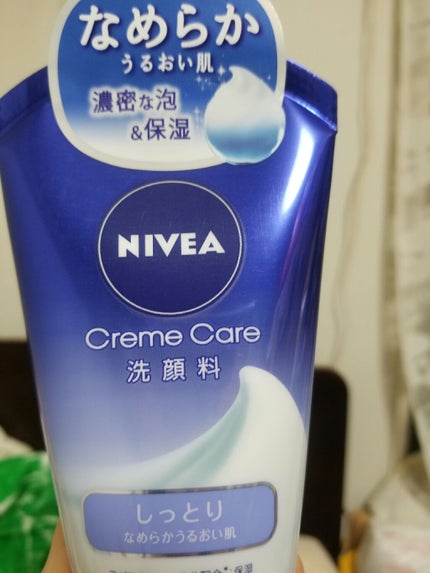 なめらか
うるおい肌
濃密な泡
&保湿
NIVEA
Creme Care
洗顔料
しっとり
なめらかうるおい肌